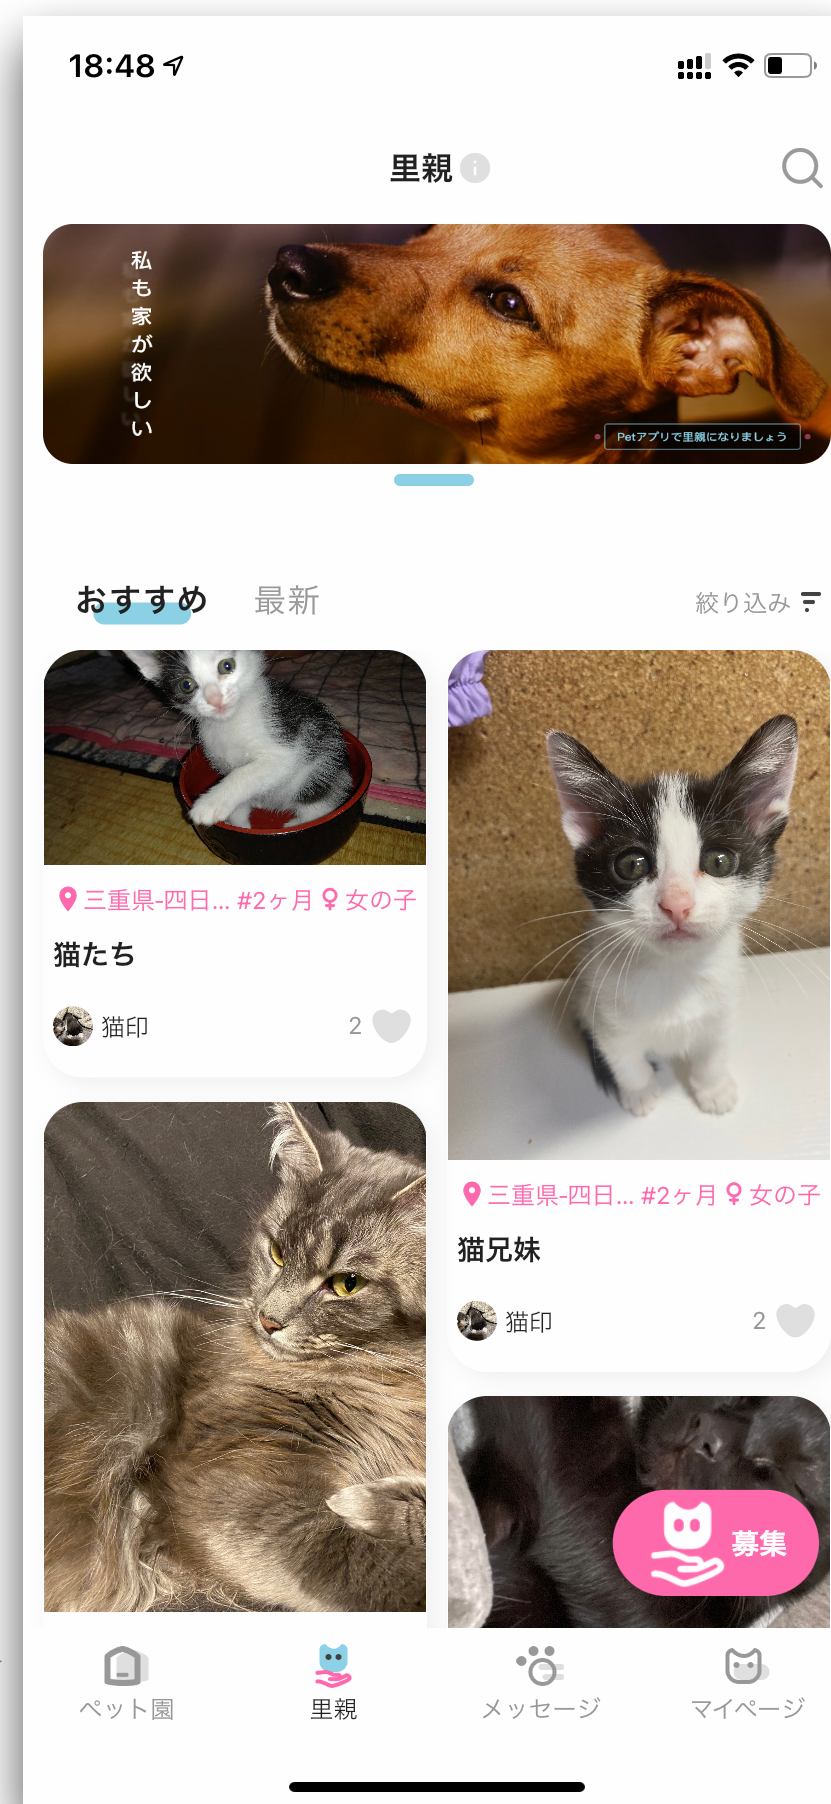 18:48
里親
私も家が欲しい
Petアプリで里親になりましょう
おすすめ 最新 絞り込み
三重県-四日... #2ヶ月 女の子
猫たち
猫印 2
三重県-四日... #2ヶ月 女の子
猫兄妹
猫印 2
募集
ペット園 里親 メッセージ マイページ